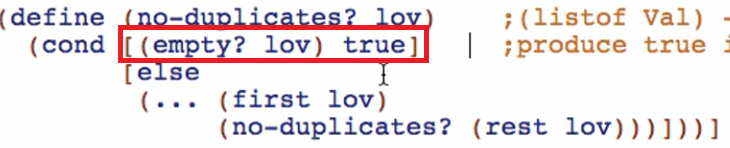 (define (no-duplicates? lov) ;(listof Val) -
(cond [(empty? lov) true] | ;produce true i
[else
(... (first lov)
(no-duplicates? (rest lov)))]))]